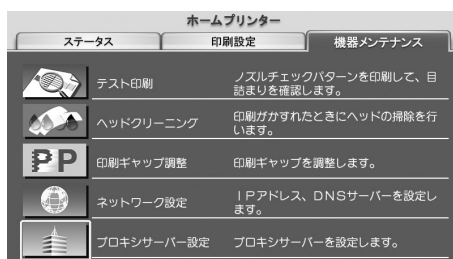 ホームプリンター
ステータス
印刷設定
機器メンテナンス
テスト印刷
ノズルチェックパターンを印刷して、目
詰まりを確認します。
ヘッドクリーニング
印刷がかすれたときにヘッドの掃除を行
います。
PP
印刷ギャップ調整
印刷ギャップを調整します。
ネットワーク設定
ＩＰアドレス、ＤＮＳサーバーを設定し
ます。
プロキシサーバー設定
プロキシサーバーを設定します。